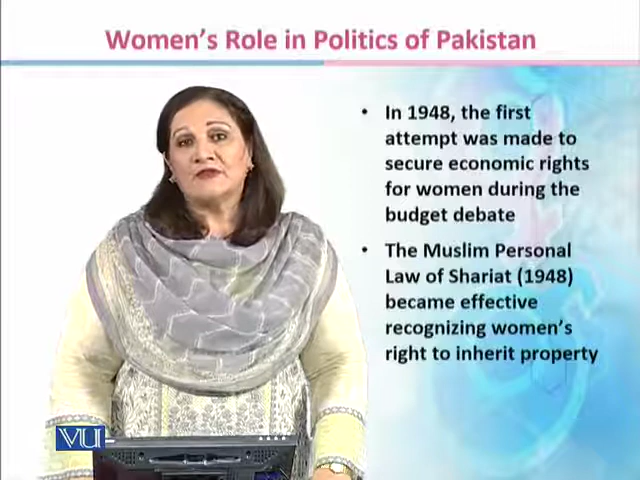 Women's Role in Politics of Pakistan
• In 1948, the first
attempt was made to
secure economic rights
for women during the
budget debate
• The Muslim Personal
Law of Shariat (1948)
became effective
recognizing women's
right to inherit property
VU